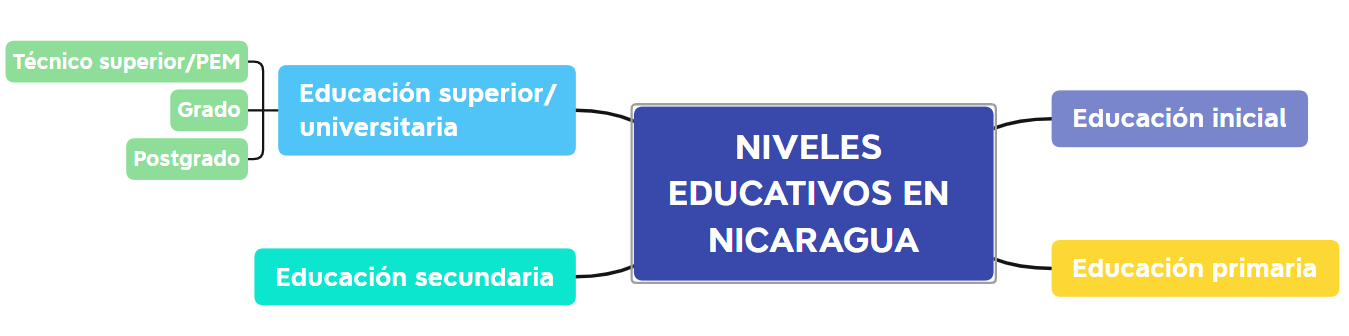 Técnico superior/PEM
Grado
Postgrado
Educación superior/
universitaria
Educación secundaria
NIVELES
EDUCATIVOS EN
NICARAGUA
Educación inicial
Educación primaria